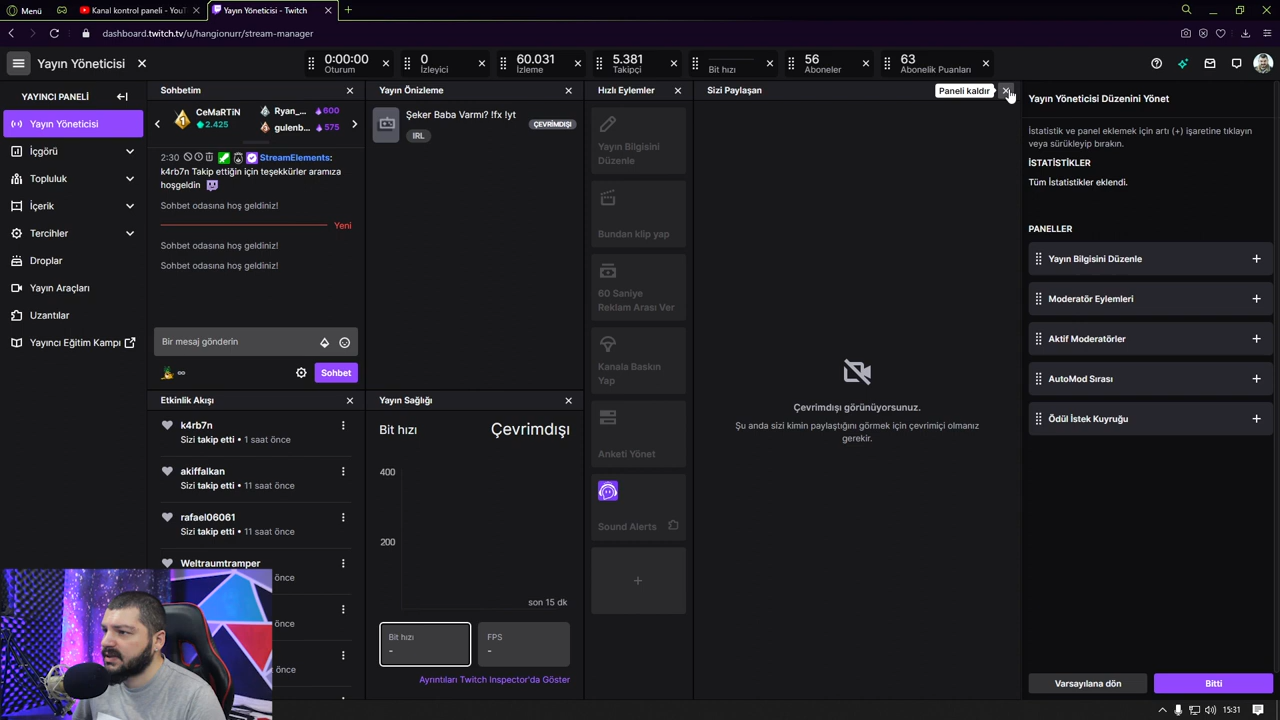 Menü
Kanal kontrol paneli - YouT
Yayın Yöneticisi - Twitch
dashboard.twitch.tv/u/hangionurr/stream-manager
Yayın Yöneticisi
0:00:00
Oturum
0
İzleyici
60.031
İzleme
5.381
Takipçi
Bit hızı
56
Aboneler
63
Abonelik Puanları
YAYINCI PANELİ
Yayın Yöneticisi
İçgörü
Topluluk
İçerik
Tercihler
Droplar
Yayın Araçları
Uzantılar
Yayıncı Eğitim Kampı
Sohbetim
1
CeMaRTiN
2.425
Ryan_...
600
gulenb...
575
2:30 StreamElements:
k4rb7n Takip ettiğin için teşekkürler aramıza
hoşgeldin
Sohbet odasına hoş geldiniz!
Yeni
Sohbet odasına hoş geldiniz!
Sohbet odasına hoş geldiniz!
Bir mesaj gönderin
∞
Sohbet
Etkinlik Akışı
k4rb7n
Sizi takip etti • 1 saat önce
akiffalkan
Sizi takip etti • 11 saat önce
rafael06061
Sizi takip etti • 11 saat önce
Weltraumtramper
önce
önce
önce
önce
Yayın Önizleme
Şeker Baba Varmı? !fx !yt
ÇEVRİMDIŞI
IRL
Yayın Sağlığı
Bit hızı
Çevrimdışı
400
200
son 15 dk
Bit hızı
-
FPS
-
Ayrıntıları Twitch Inspector'da Göster
Hızlı Eylemler
Yayın Bilgisini
Düzenle
Bundan klip yap
60 Saniye
Reklam Arası Ver
Kanala Baskın
Yap
Anketi Yönet
Sound Alerts
Sizi Paylaşan
Paneli kaldır
Çevrimdışı görünüyorsunuz.
Şu anda sizi kimin paylaştığını görmek için çevrimiçi olmanız
gerekir.
Yayın Yöneticisi Düzenini Yönet
İstatistik ve panel eklemek için artı (+) işaretine tıklayın
veya sürükleyip bırakın.
İSTATİSTİKLER
Tüm İstatistikler eklendi.
PANELLER
Yayın Bilgisini Düzenle
Moderatör Eylemleri
Aktif Moderatörler
AutoMod Sırası
Ödül İstek Kuyruğu
Varsayılana dön
Bitti
15:31